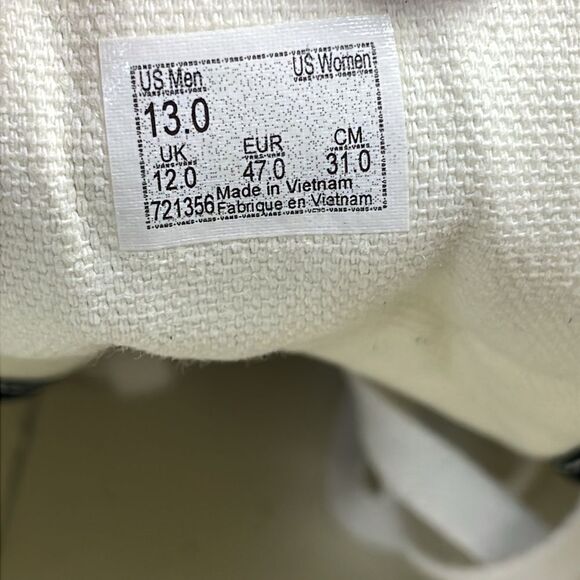 US Men US Women
13.0
UK EUR CM
12.0 47.0 31.0
Made in Vietnam
721356 Fabrique en Vietnam